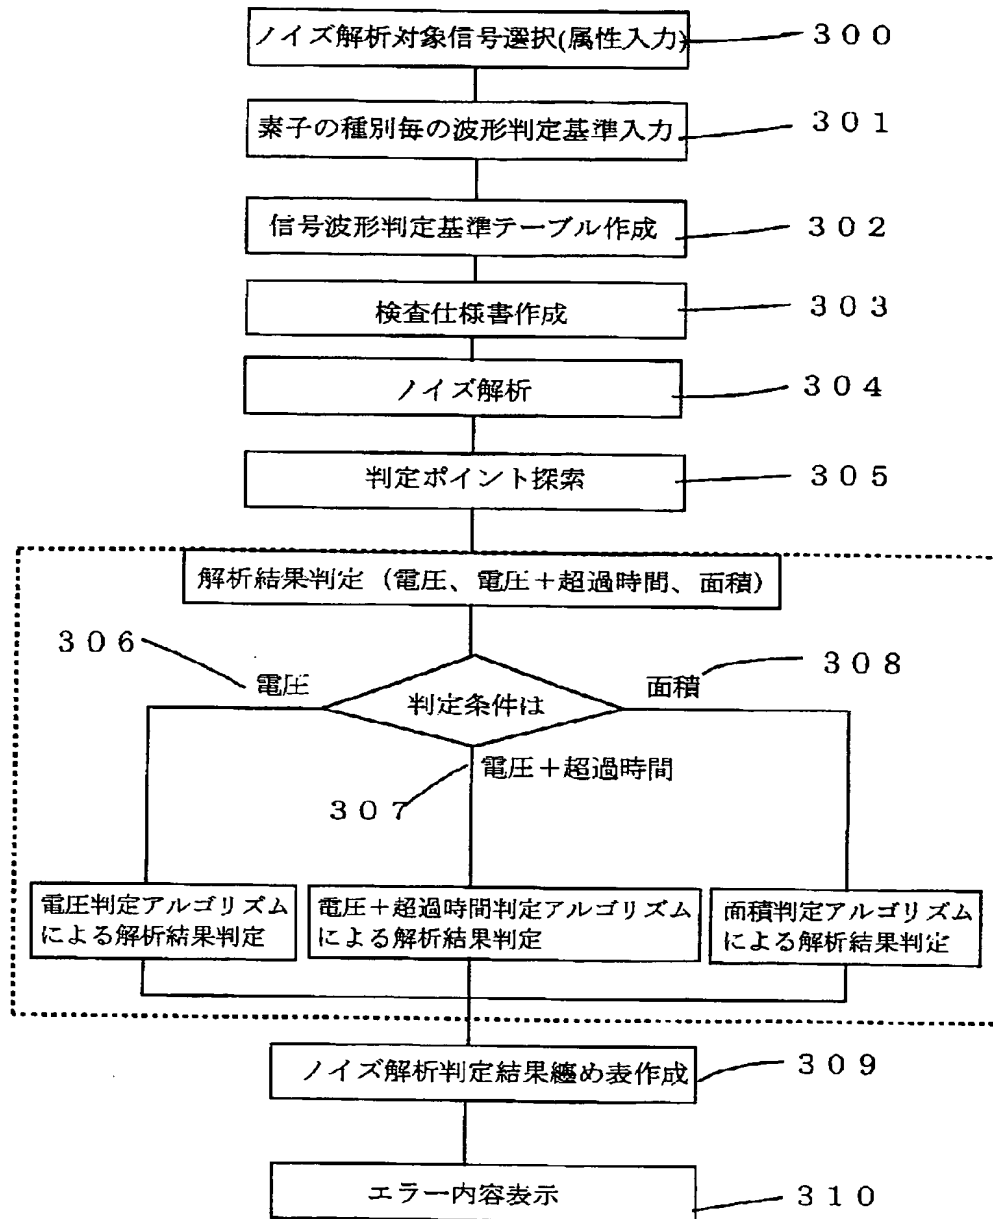 ノイズ解析対象信号選択(属性入力)
300
素子の種別毎の波形判定基準入力
301
信号波形判定基準テーブル作成
302
検査仕様書作成
303
ノイズ解析
304
判定ポイント探索
305
解析結果判定（電圧、電圧＋超過時間、面積）
306
電圧
判定条件は
面積
308
電圧＋超過時間
307
電圧判定アルゴリズム
による解析結果判定
電圧＋超過時間判定アルゴリズム
による解析結果判定
面積判定アルゴリズム
による解析結果判定
ノイズ解析判定結果纏め表作成
309
エラー内容表示
310